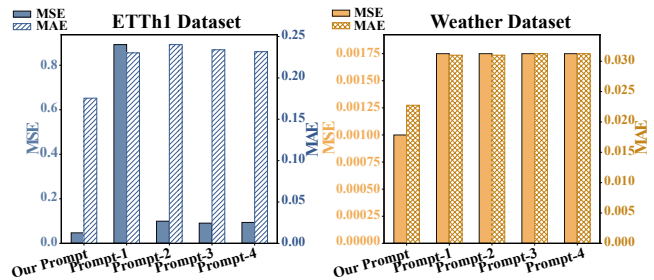 ETTh1 Dataset
MSE
MAE
0.8
0.6
0.4
0.2
0.0
MSE
0.25
0.20
0.15
0.10
0.05
0.00
MAE
Our Prompt
Prompt-1
Prompt-2
Prompt-3
Prompt-4
Weather Dataset
MSE
MAE
0.00175
0.00150
0.00125
0.00100
0.00075
0.00050
0.00025
0.00000
MSE
0.030
0.025
0.020
0.015
0.010
0.005
0.000
MAE
Our Prompt
Prompt-1
Prompt-2
Prompt-3
Prompt-4